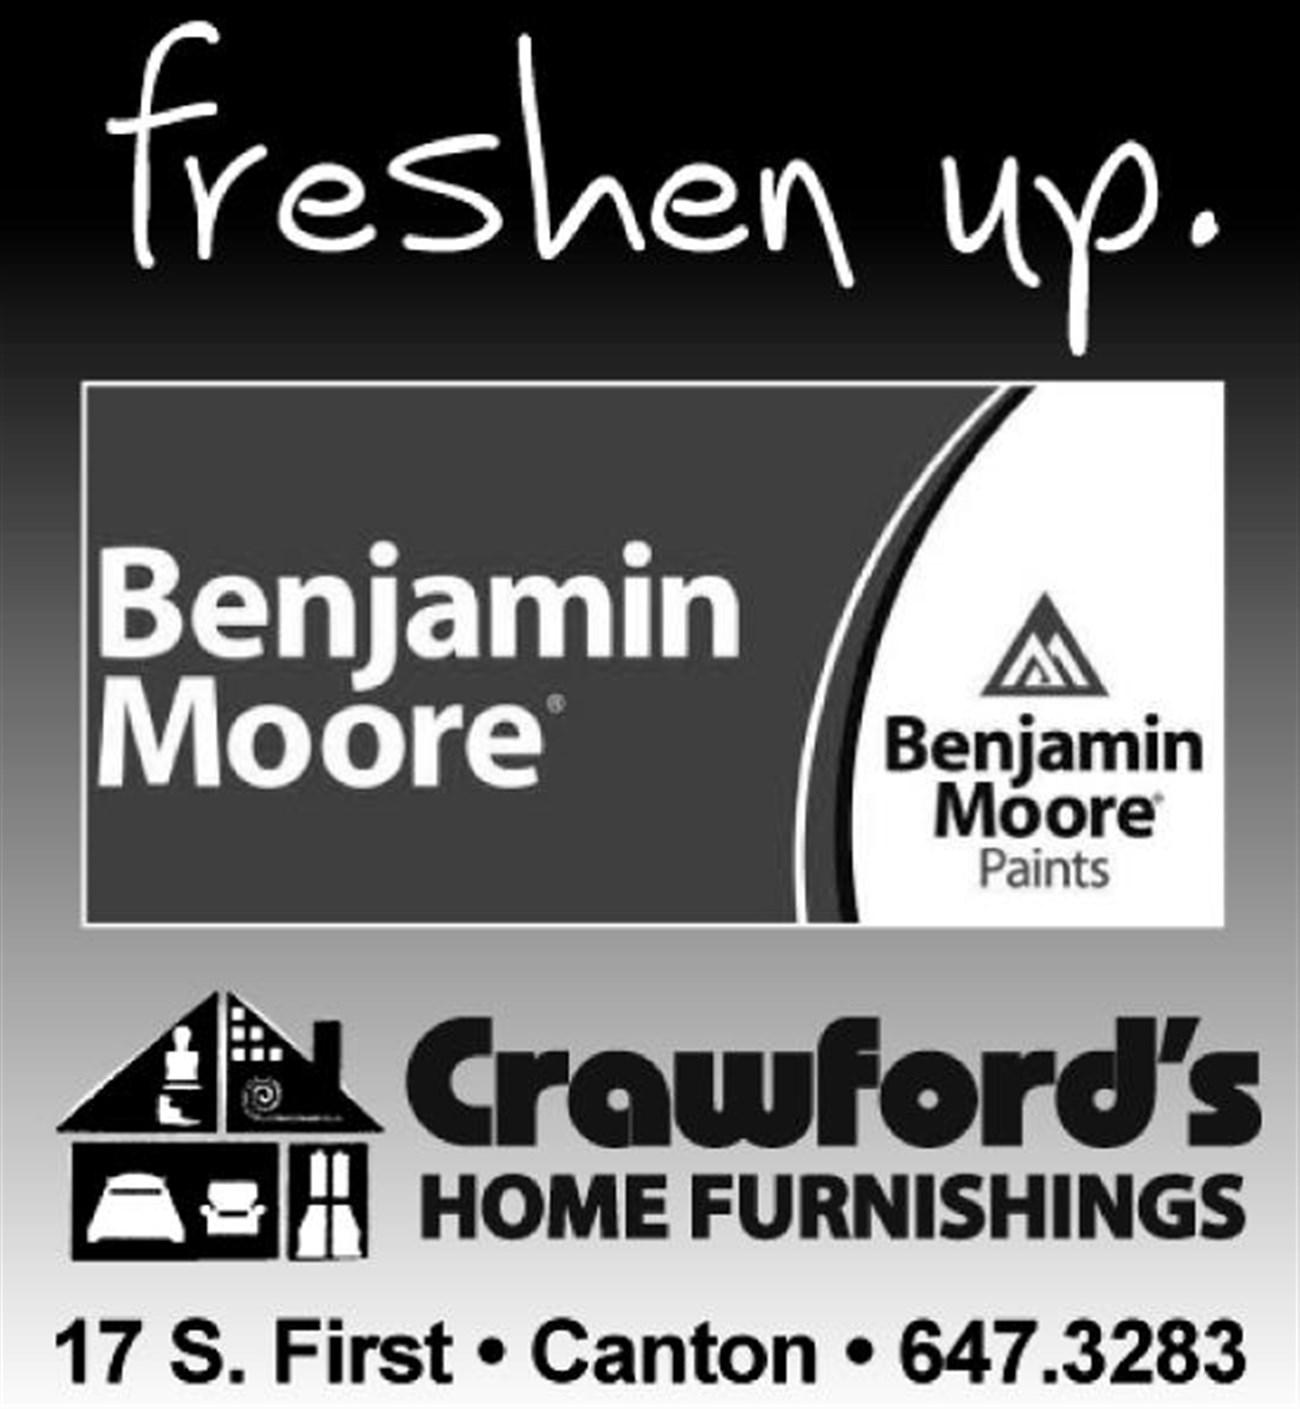 freshen up.
Benjamin
Moore®
Benjamin
Moore®
Paints
Crawford's
HOME FURNISHINGS
17 S. First • Canton • 647.3283